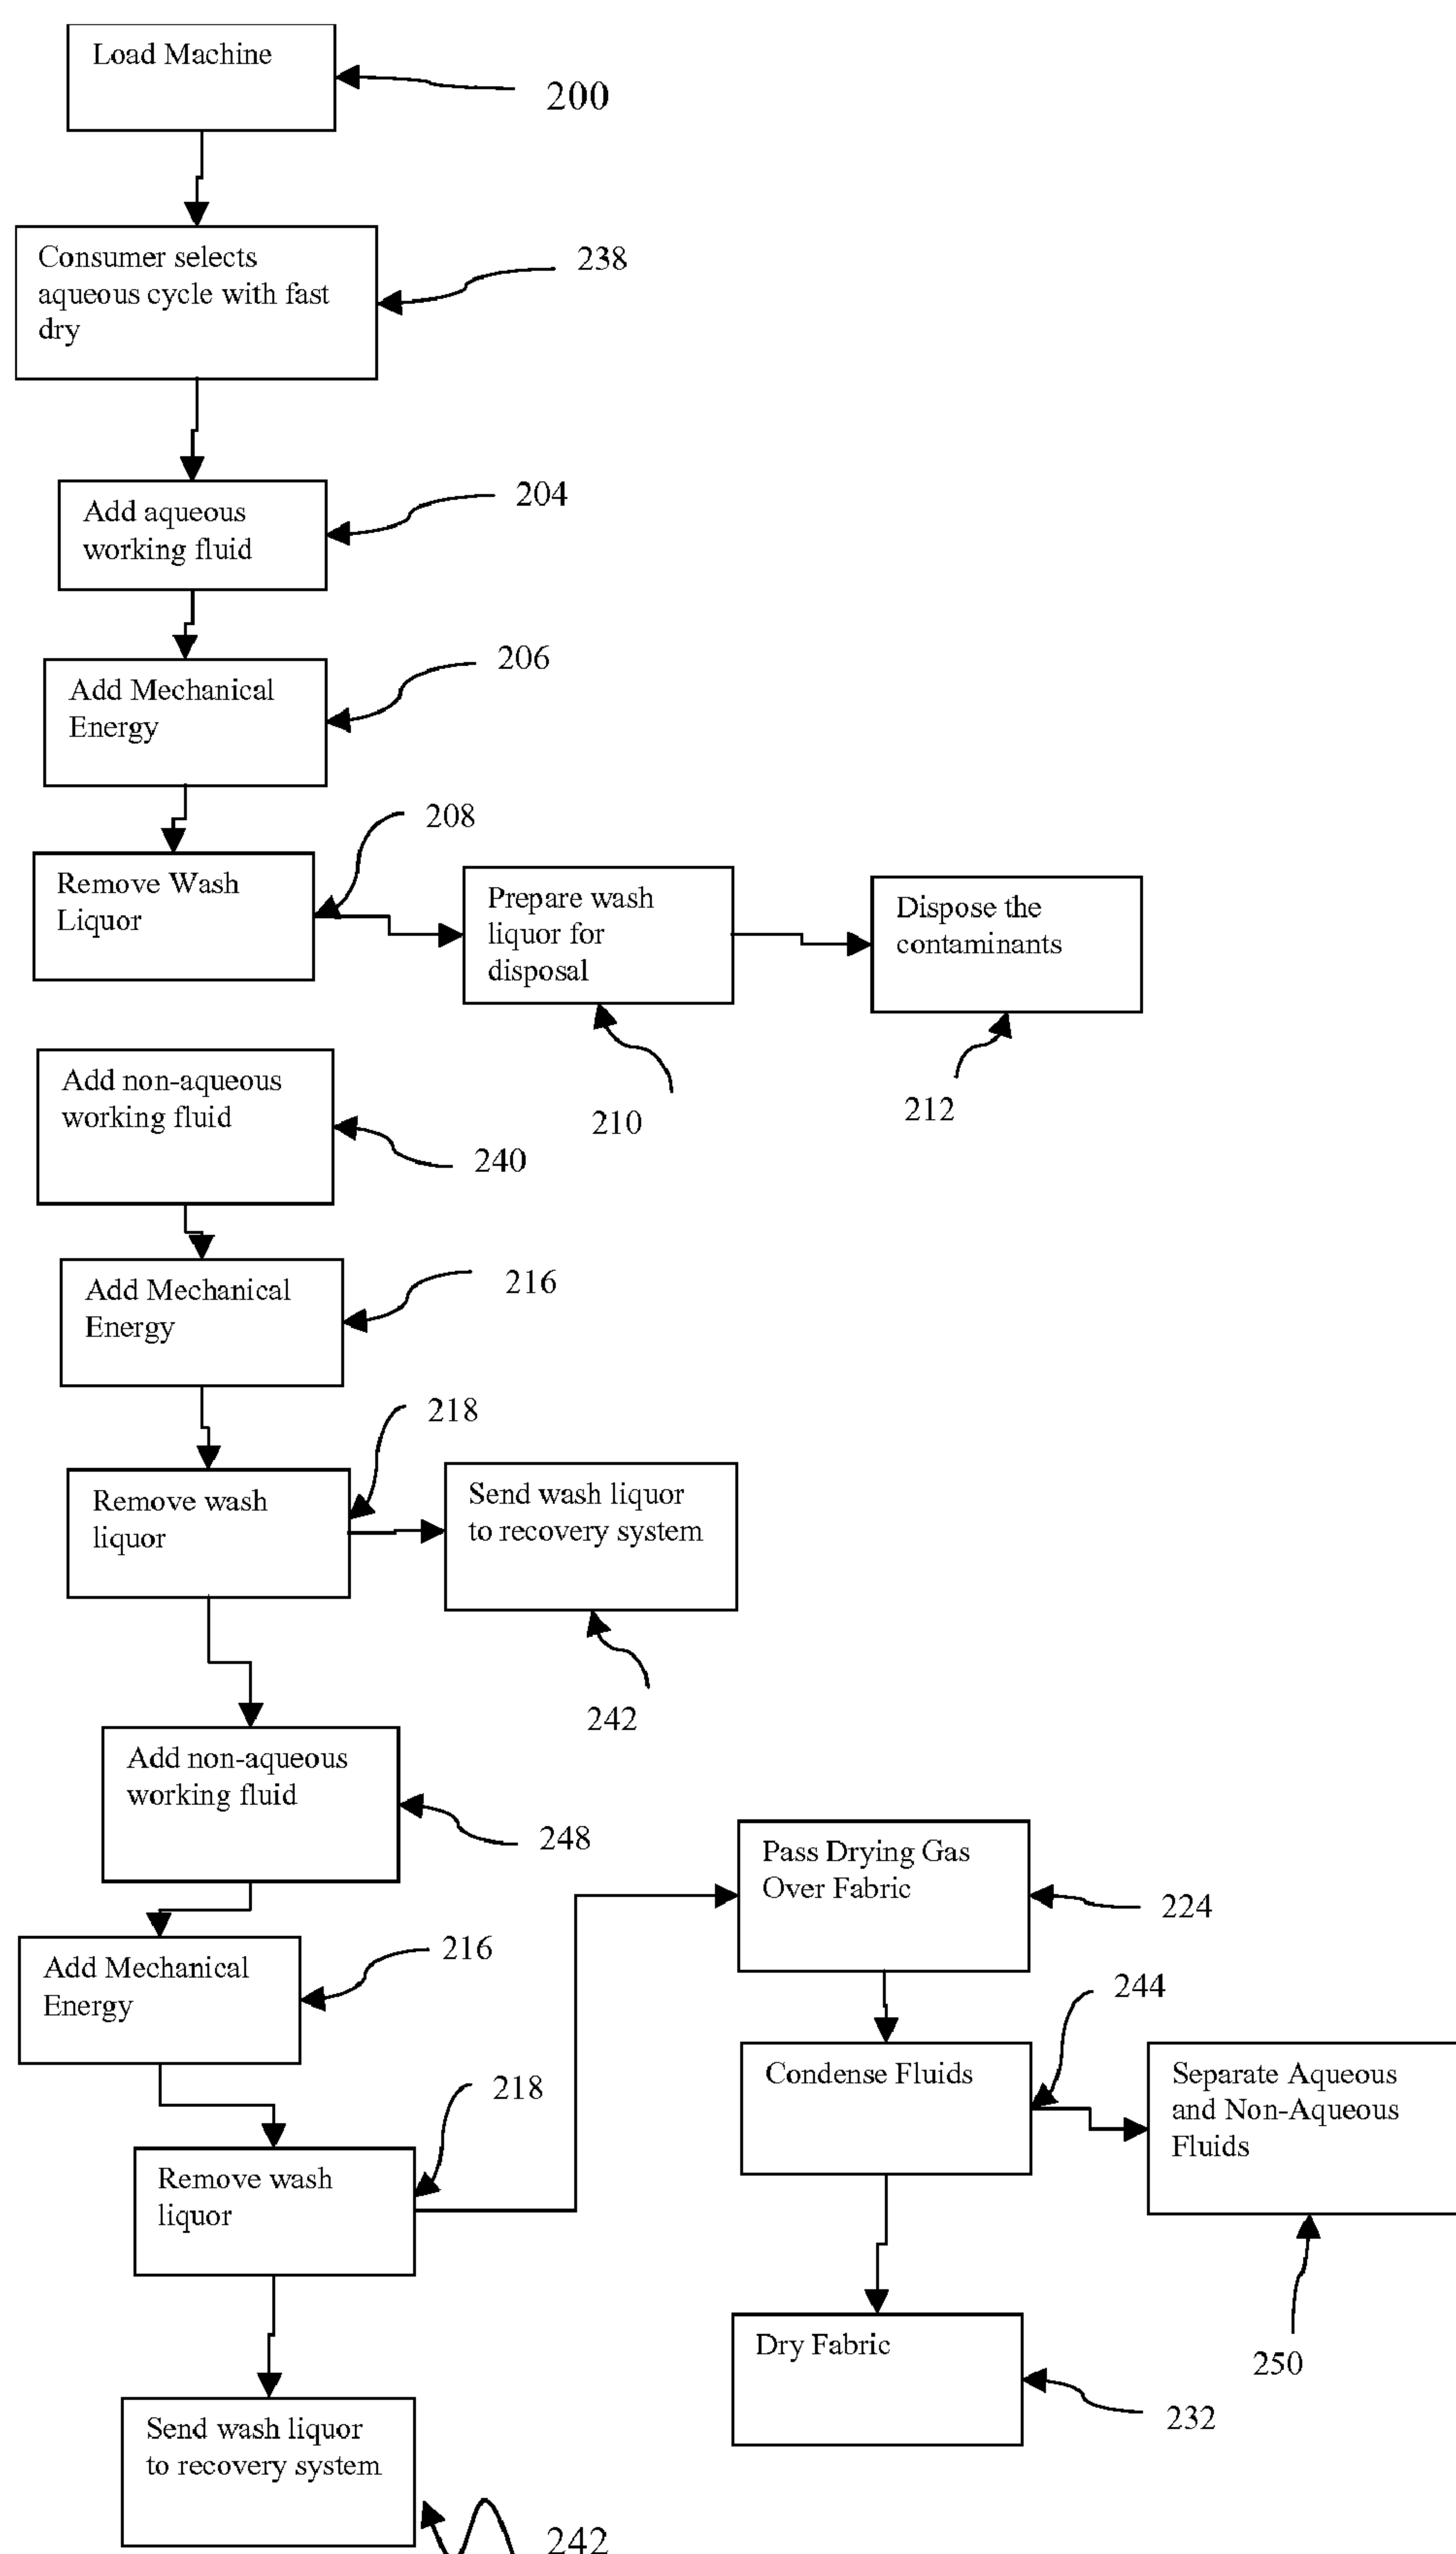 Load Machine
200
Consumer selects
aqueous cycle with fast
dry
238
Add aqueous
working fluid
204
Add Mechanical
Energy
206
Remove Wash
Liquor
208
Prepare wash
liquor for
disposal
210
Dispose the
contaminants
212
Add non-aqueous
working fluid
240
Add Mechanical
Energy
216
Remove wash
liquor
218
Send wash liquor
to recovery system
242
Add non-aqueous
working fluid
248
Add Mechanical
Energy
216
Remove wash
liquor
218
Send wash liquor
to recovery system
242
Pass Drying Gas
Over Fabric
224
Condense Fluids
244
Separate Aqueous
and Non-Aqueous
Fluids
250
Dry Fabric
232